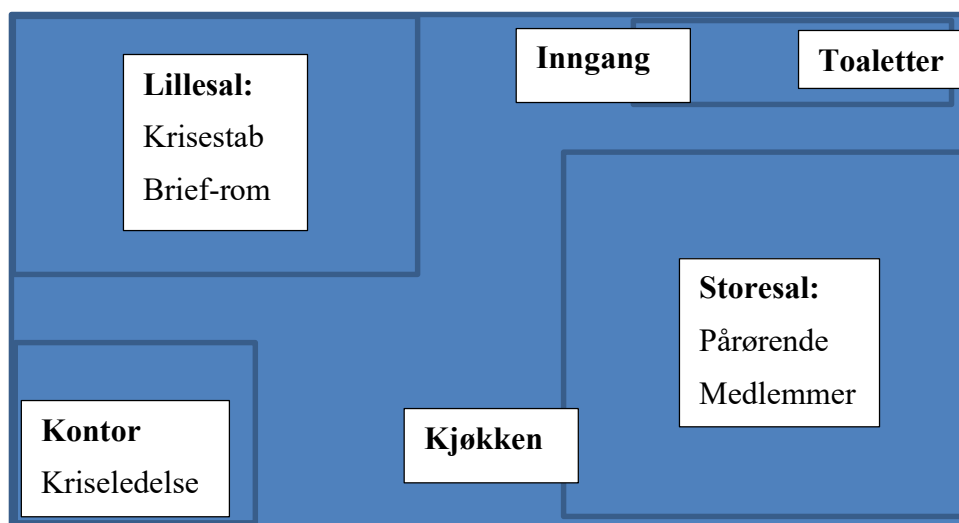 Lillesal:
Krisestab
Brief-rom
Inngang
Toaletter
Storesal:
Pårørende
Medlemmer
Kontor
Kriseledelse
Kjøkken